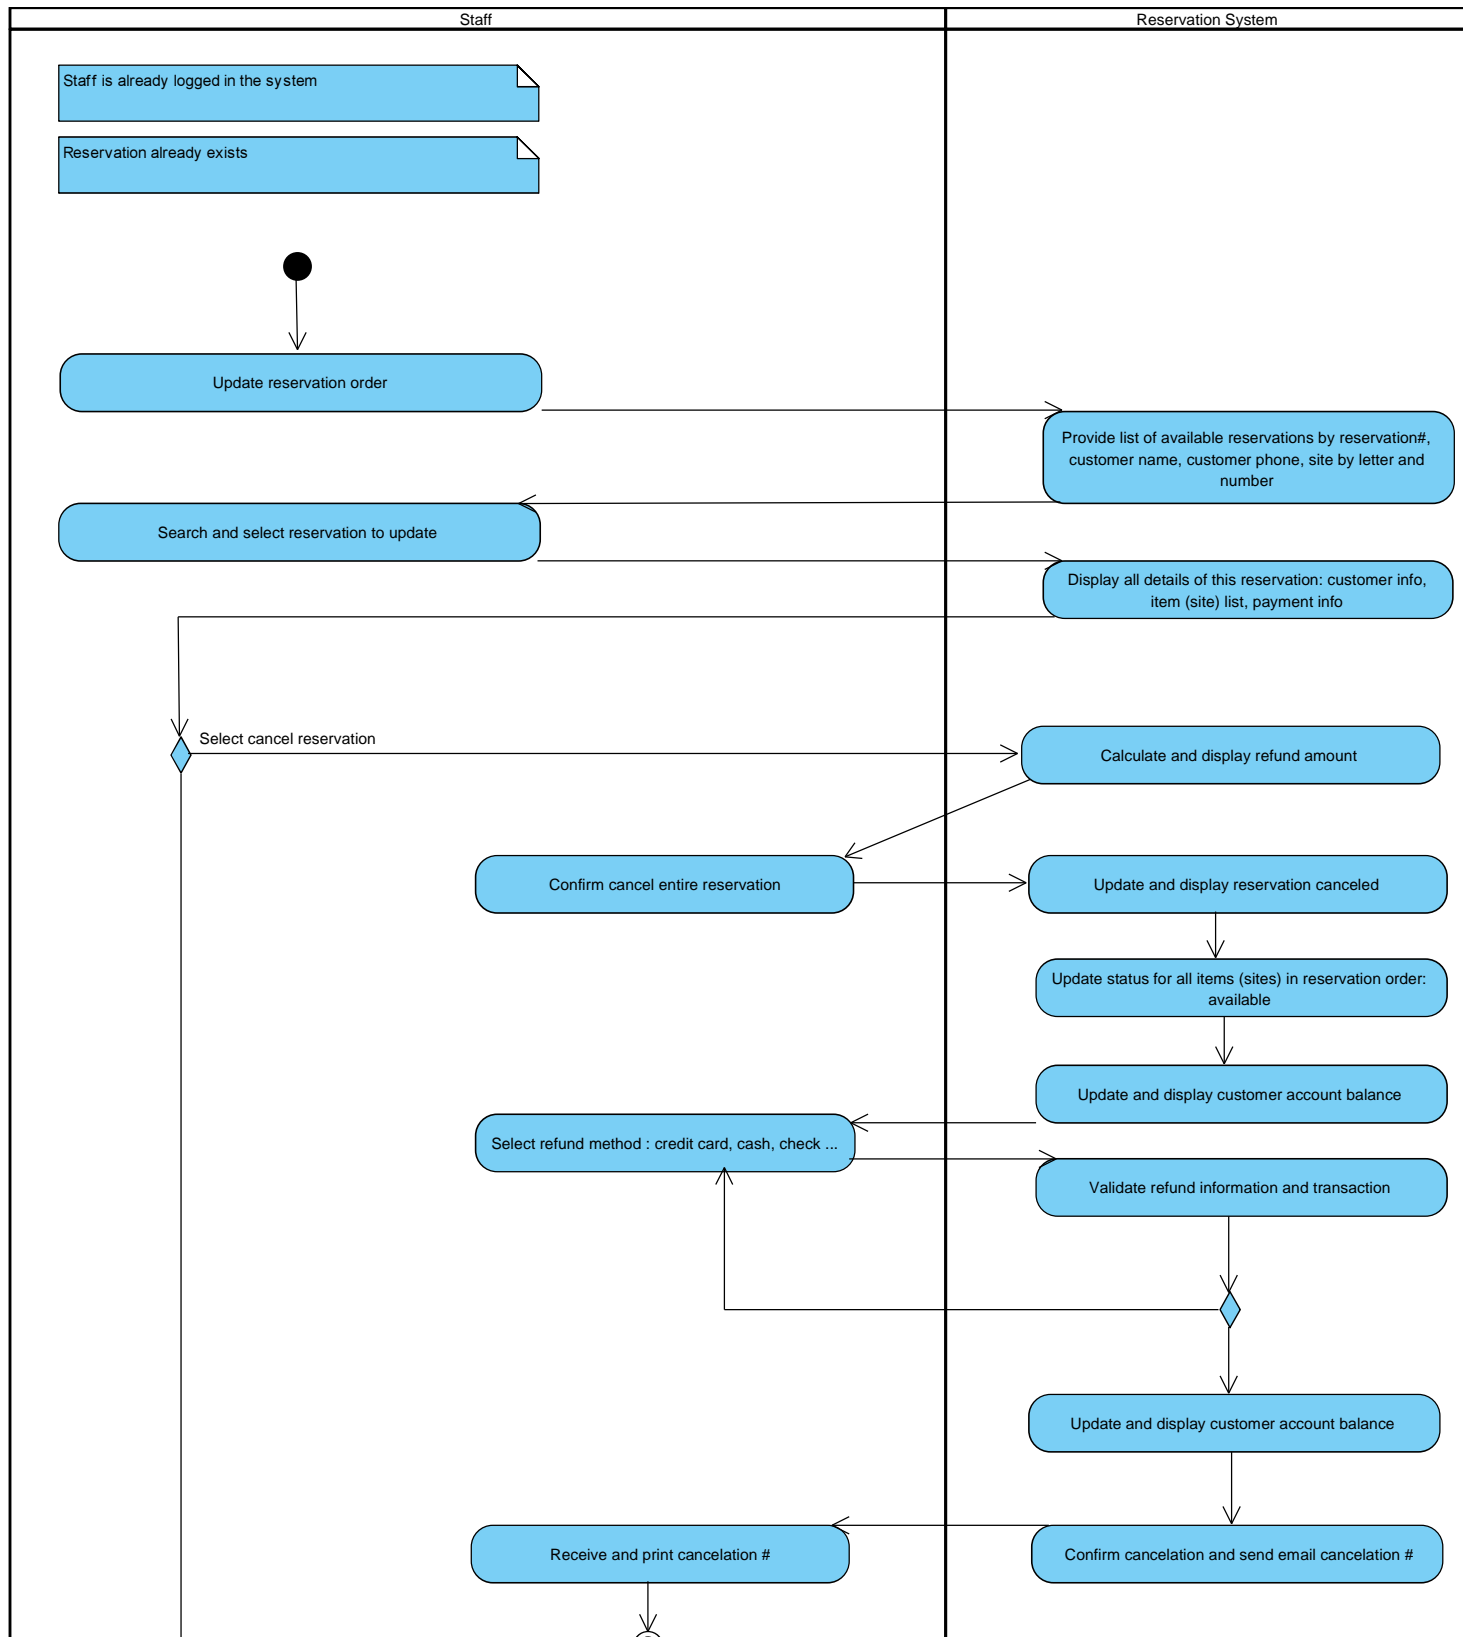 Staff
Reservation System
Staff is already logged in the system
Reservation already exists
Update reservation order
Provide list of available reservations by reservation#,
customer name, customer phone, site by letter and
number
Search and select reservation to update
Display all details of this reservation: customer info,
item (site) list, payment info
Select cancel reservation
Calculate and display refund amount
Confirm cancel entire reservation
Update and display reservation canceled
Update status for all items (sites) in reservation order:
available
Update and display customer account balance
Select refund method : credit card, cash, check ...
Validate refund information and transaction
Update and display customer account balance
Receive and print cancelation #
Confirm cancelation and send email cancelation #